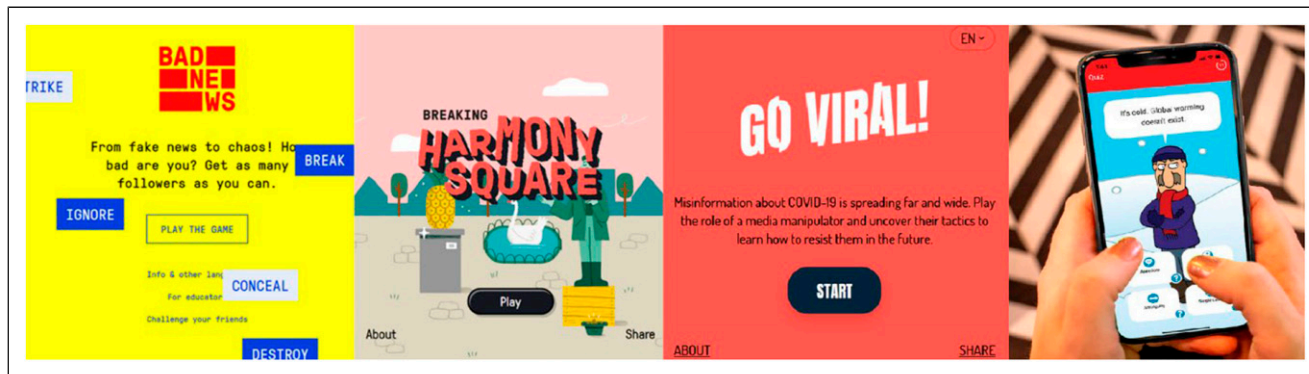 BAD
NE
WS
TRIKE
From fake news to chaos! Ho
bad are you? Get as many
followers as you can.
BREAK
IGNORE
PLAY THE GAME
Info & other lang
CONCEAL
For educator
Challenge your friends
DESTROY
BREAKING
HARMONY
SQUARE
Play
About
Share
EN
GO VIRAL!
Misinformation about COVID-19 is spreading far and wide. Play
the role of a media manipulator and uncover their tactics to
learn how to resist them in the future.
START
ABOUT
SHARE
Quiz
It's cold. Global warming
doesn't exist.